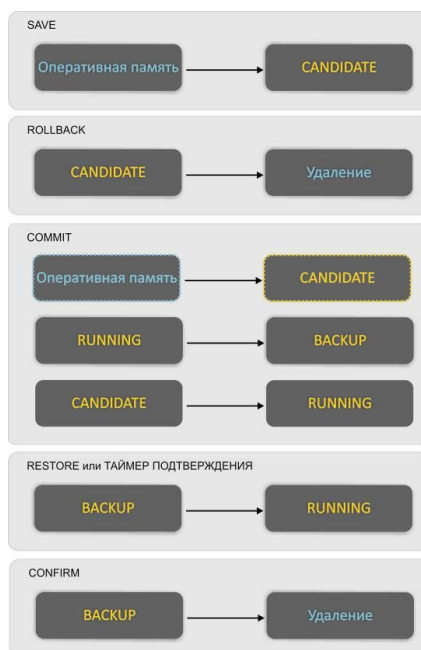 SAVE
Оперативная память CANDIDATE
ROLLBACK
CANDIDATE Удаление
COMMIT
Оперативная память CANDIDATE
RUNNING BACKUP
CANDIDATE RUNNING
RESTORE или ТАЙМЕР ПОДТВЕРЖДЕНИЯ
BACKUP RUNNING
CONFIRM
BACKUP Удаление